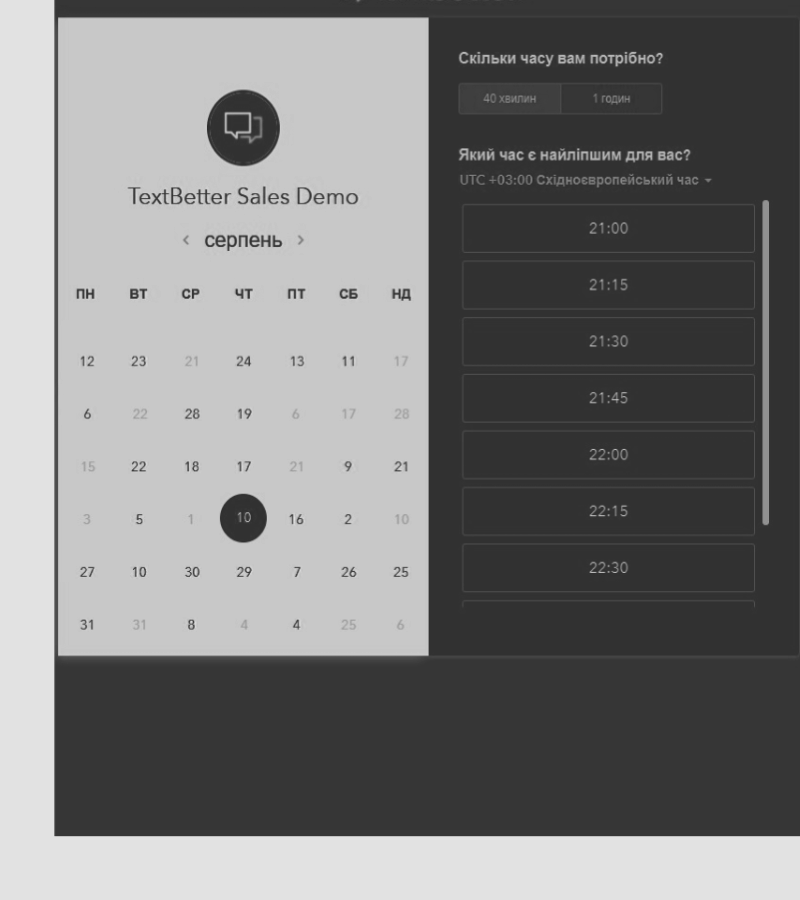 TextBetter Sales Demo
‹ серпень ›
ПН ВТ СР ЧТ ПТ СБ НД
12 23 21 24 13 11 17
6 22 28 19 6 17 28
15 22 18 17 21 9 21
3 5 1 10 16 2 10
27 10 30 29 7 26 25
31 31 8 4 4 25 6
Скільки часу вам потрібно?
40 хвилин 1 годин
Який час є найліпшим для вас?
UTC +03:00 Східноєвропейський час
21:00
21:15
21:30
21:45
22:00
22:15
22:30